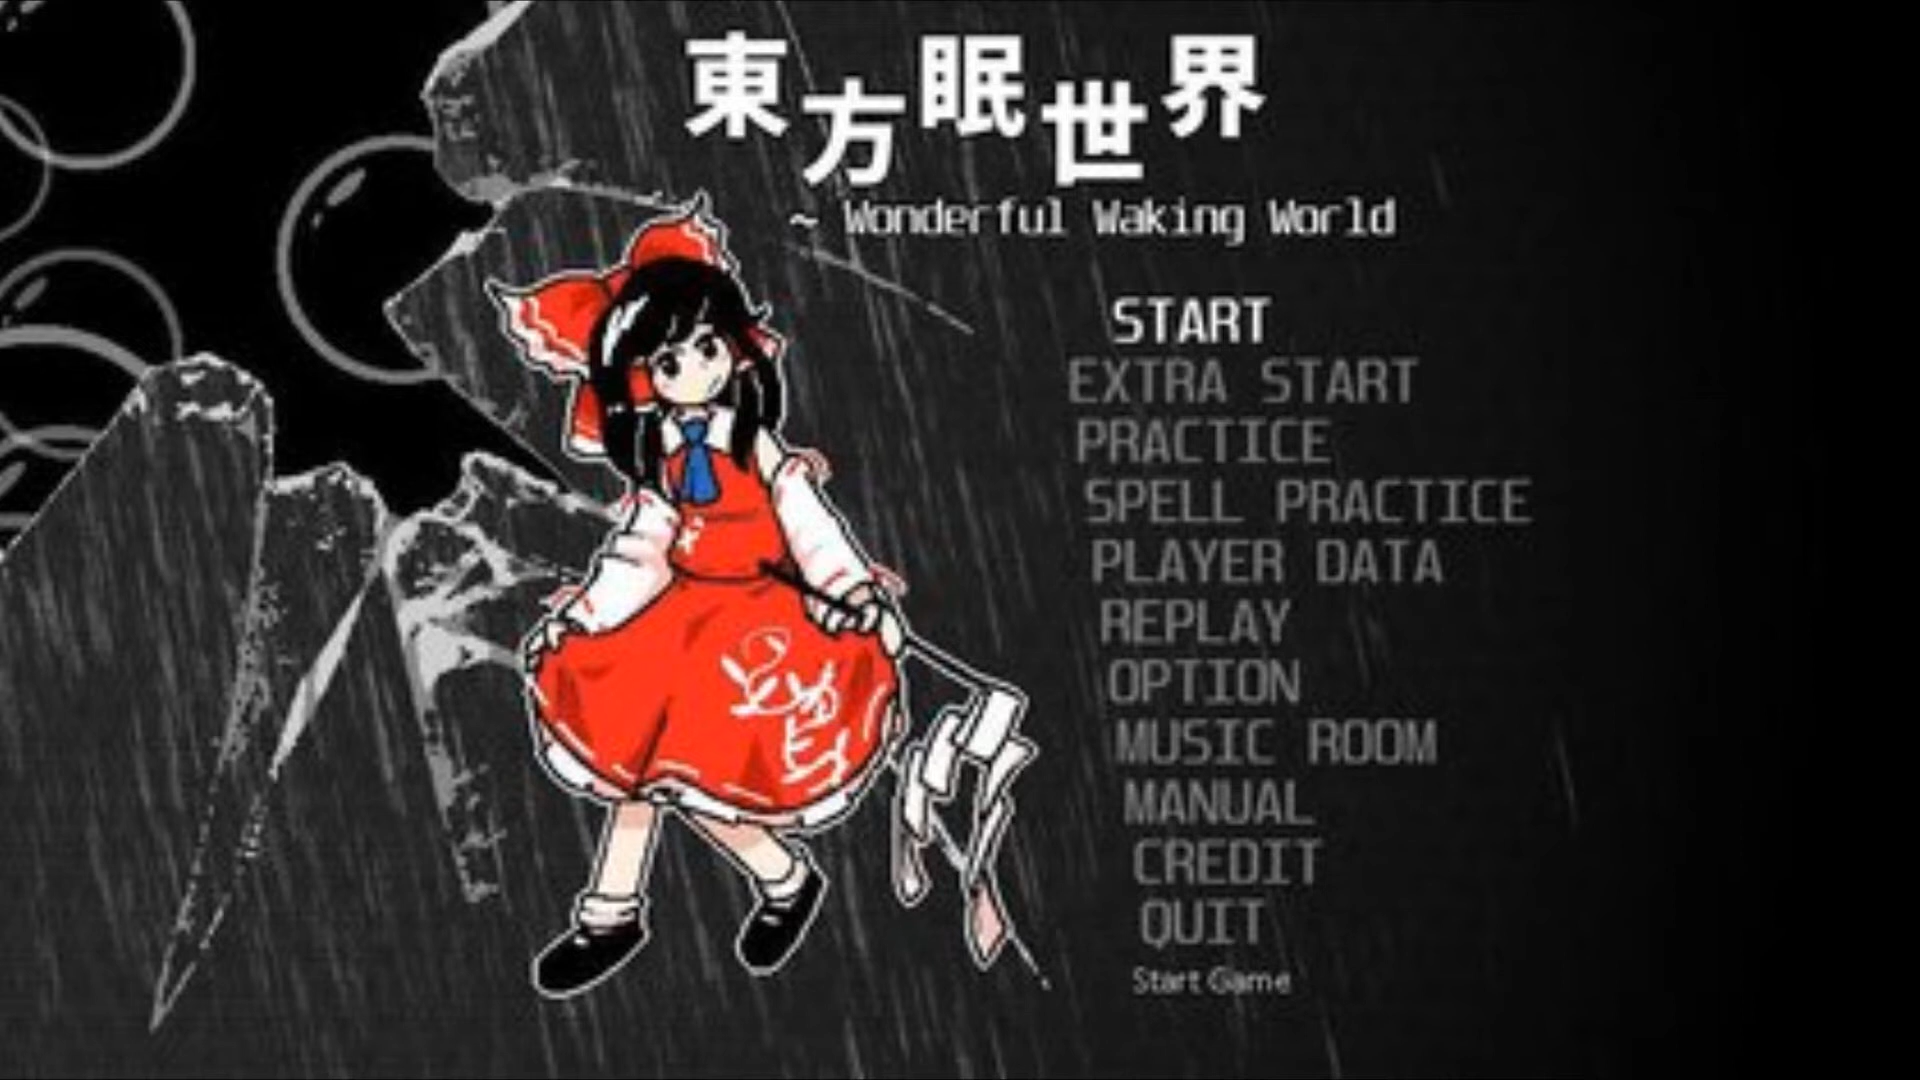 東方眠世界
~ Wonderful Waking World
START
EXTRA START
PRACTICE
SPELL PRACTICE
PLAYER DATA
REPLAY
OPTION
MUSIC ROOM
MANUAL
CREDIT
QUIT
Start Game